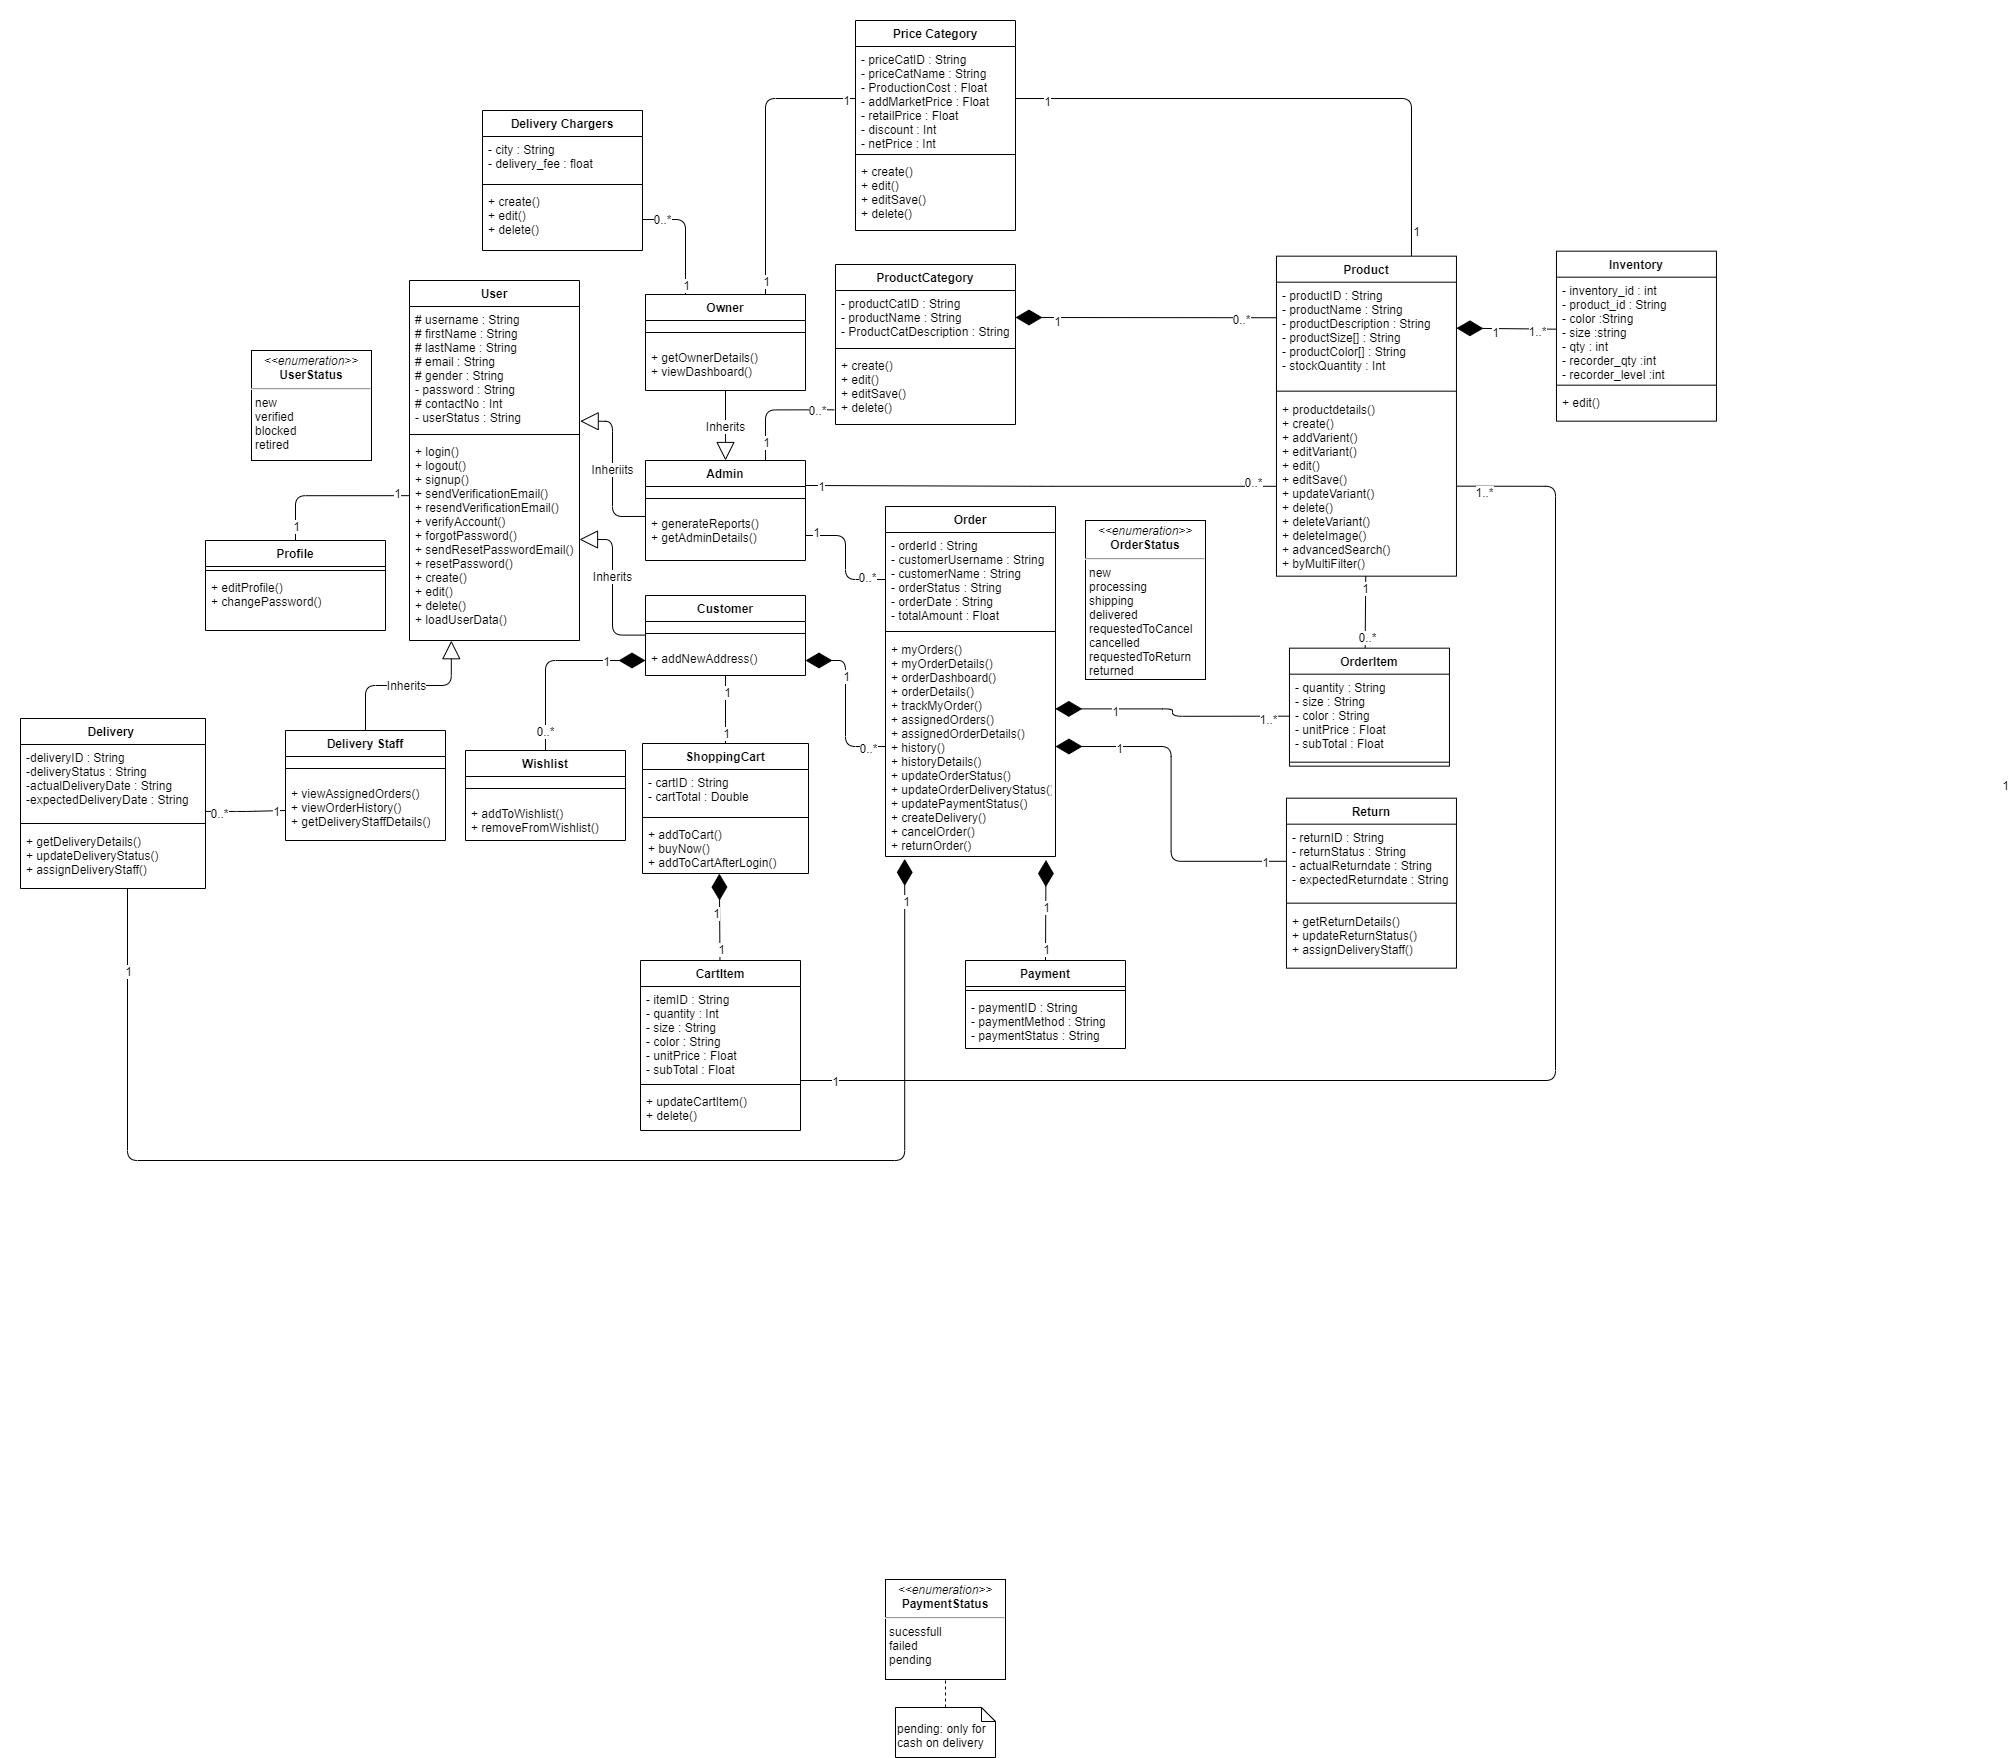 Price Category
- priceCatID : String
- priceCatName : String
- ProductionCost : Float
- addMarketPrice : Float
- retailPrice : Float
- discount : Int
- netPrice : Int
+ create()
+ edit()
+ editSave()
+ delete()
1
1
1
1
Delivery Chargers
- city : String
- delivery_fee : float
+ create()
+ edit()
+ delete()
0..*
1
Owner
+ getOwnerDetails()
+ viewDashboard()
Inherits
ProductCategory
- productCatID : String
- productName : String
- ProductCatDescription : String
+ create()
+ edit()
+ editSave()
+ delete()
1
0..*
0..*
1
Product
- productID : String
- productName : String
- productDescription : String
- productSize[] : String
- productColor[] : String
- stockQuantity : Int
+ productdetails()
+ create()
+ addVarient()
+ editVariant()
+ edit()
+ editSave()
+ updateVariant()
+ delete()
+ deleteVariant()
+ deleteImage()
+ advancedSearch()
+ byMultiFilter()
1
1..*
Inventory
- inventory_id : int
- product_id : String
- color :String
- size :string
- qty : int
- recorder_qty :int
- recorder_level :int
+ edit()
User
# username : String
# firstName : String
# lastName : String
# email : String
# gender : String
- password : String
# contactNo : Int
- userStatus : String
+ login()
+ logout()
+ signup()
+ sendVerificationEmail()
+ resendVerificationEmail()
+ verifyAccount()
+ forgotPassword()
+ sendResetPasswordEmail()
+ resetPassword()
+ create()
+ edit()
+ delete()
+ loadUserData()
<<enumeration>>
UserStatus
new
verified
blocked
retired
1
1
Profile
+ editProfile()
+ changePassword()
Inheriits
Inherits
Inherits
Admin
+ generateReports()
+ getAdminDetails()
1
0..*
1
0..*
1..*
Order
- orderId : String
- customerUsername : String
- customerName : String
- orderStatus : String
- orderDate : String
- totalAmount : Float
+ myOrders()
+ myOrderDetails()
+ orderDashboard()
+ orderDetails()
+ trackMyOrder()
+ assignedOrders()
+ assignedOrderDetails()
+ history()
+ historyDetails()
+ updateOrderStatus()
+ updateOrderDeliveryStatus(
+ updatePaymentStatus()
+ createDelivery()
+ cancelOrder()
+ returnOrder()
<<enumeration>>
OrderStatus
new
processing
shipping
delivered
requestedToCancel
cancelled
requestedToReturn
returned
1
0..*
Customer
+ addNewAddress()
1
1
1
1
0..*
0..*
OrderItem
- quantity : String
- size : String
- color : String
- unitPrice : Float
- subTotal : Float
1
1..*
1
1
Delivery
-deliveryID : String
-deliveryStatus : String
-actualDeliveryDate : String
-expectedDeliveryDate : String
+ getDeliveryDetails()
+ updateDeliveryStatus()
+ assignDeliveryStaff()
0..*
1
Delivery Staff
+ viewAssignedOrders()
+ viewOrderHistory()
+ getDeliveryStaffDetails()
Wishlist
+ addToWishlist()
+ removeFromWishlist()
ShoppingCart
- cartID : String
- cartTotal : Double
+ addToCart()
+ buyNow()
+ addToCartAfterLogin()
1
Return
- returnID : String
- returnStatus : String
- actualReturndate : String
- expectedReturndate : String
+ getReturnDetails()
+ updateReturnStatus()
+ assignDeliveryStaff()
1
1
1
1
1
1
CartItem
- itemID : String
- quantity : Int
- size : String
- color : String
- unitPrice : Float
- subTotal : Float
+ updateCartItem()
+ delete()
1
Payment
- paymentID : String
- paymentMethod : String
- paymentStatus : String
<<enumeration>>
PaymentStatus
sucessfull
failed
pending
pending: only for
cash on delivery